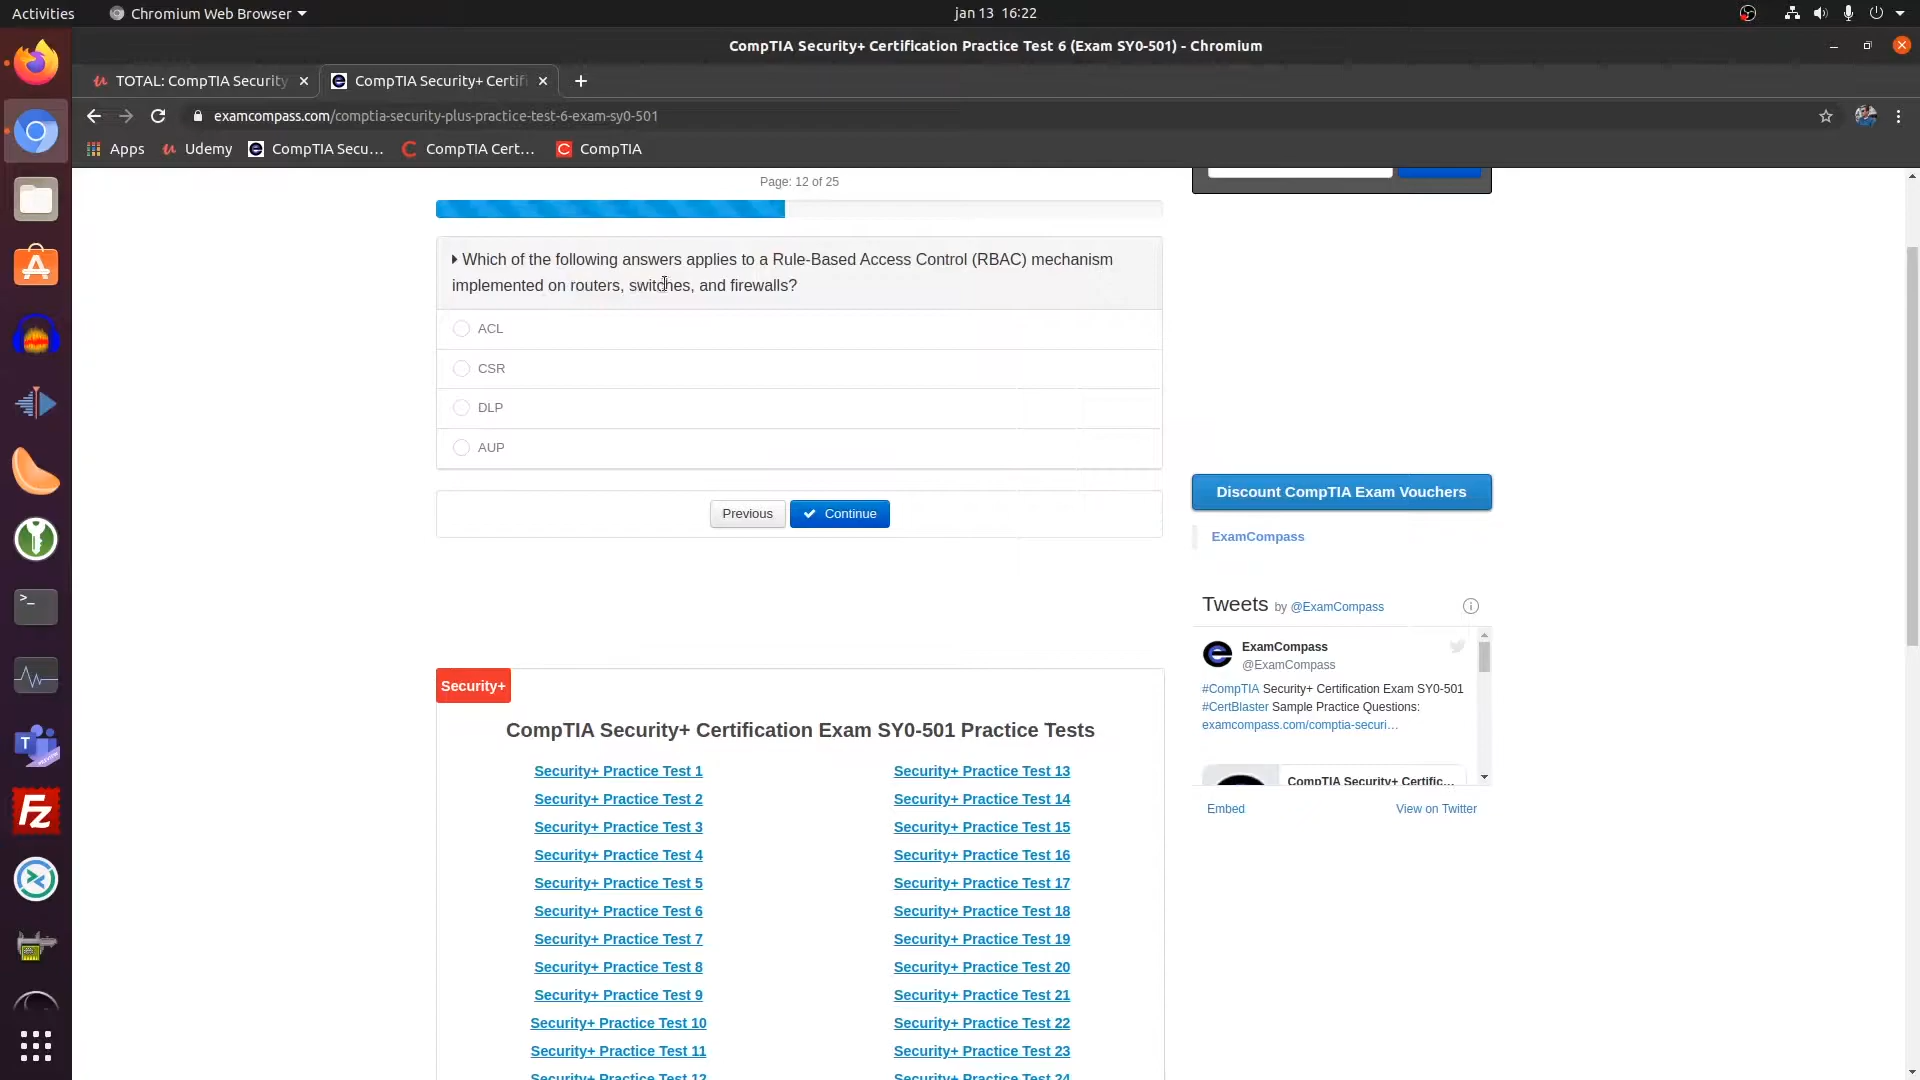 Activities
Chromium Web Browser
jan 13 16:22
CompTIA Security+ Certification Practice Test 6 (Exam SY0-501) - Chromium
TOTAL: CompTIA Security
CompTIA Security+ Certifi
examcompass.com/comptia-security-plus-practice-test-6-exam-sy0-501
Apps
Udemy
CompTIA Secu...
CompTIA Cert...
CompTIA
Page: 12 of 25
Which of the following answers applies to a Rule-Based Access Control (RBAC) mechanism
implemented on routers, switches, and firewalls?
ACL
CSR
DLP
AUP
Previous
Continue
Discount CompTIA Exam Vouchers
ExamCompass
Tweets by @ExamCompass
ExamCompass
@ExamCompass
#CompTIA Security+ Certification Exam SY0-501
#CertBlaster Sample Practice Questions:
examcompass.com/comptia-securi...
CompTIA Security+ Certific...
Embed
View on Twitter
Security+
CompTIA Security+ Certification Exam SY0-501 Practice Tests
Security+ Practice Test 1
Security+ Practice Test 13
Security+ Practice Test 2
Security+ Practice Test 14
Security+ Practice Test 3
Security+ Practice Test 15
Security+ Practice Test 4
Security+ Practice Test 16
Security+ Practice Test 5
Security+ Practice Test 17
Security+ Practice Test 6
Security+ Practice Test 18
Security+ Practice Test 7
Security+ Practice Test 19
Security+ Practice Test 8
Security+ Practice Test 20
Security+ Practice Test 9
Security+ Practice Test 21
Security+ Practice Test 10
Security+ Practice Test 22
Security+ Practice Test 11
Security+ Practice Test 23
Security+ Practice Test 12
Security+ Practice Test 24